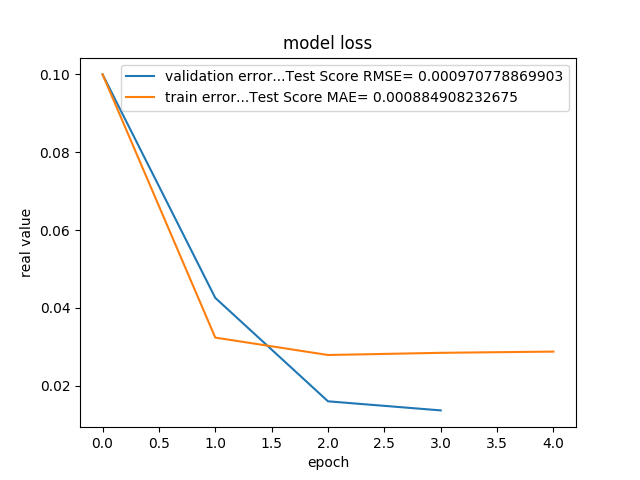 model loss
validation error...Test Score RMSE= 0.000970778869903
train error...Test Score MAE= 0.000884908232675
real value
0.10
0.08
0.06
0.04
0.02
0.0 0.5 1.0 1.5 2.0 2.5 3.0 3.5 4.0
epoch